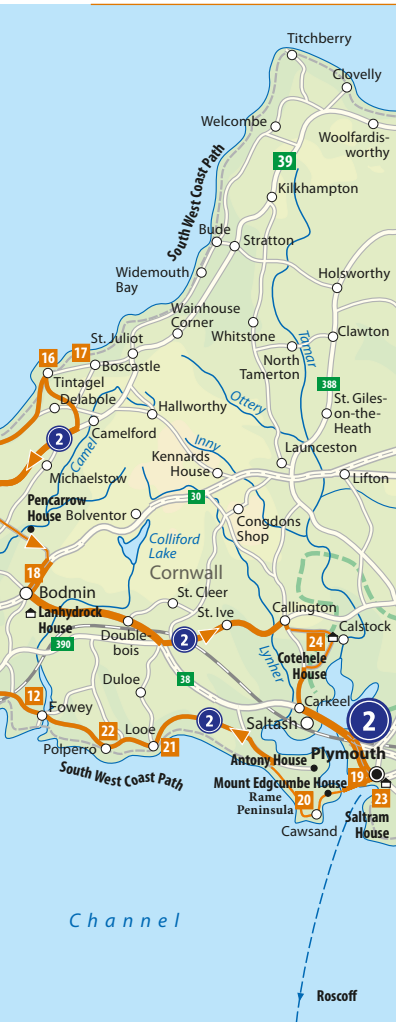 Titchberry
Clovelly
Welcombe
Woolfardis-
worthy
39
Kilkhampton
South West Coast Path
Bude
Stratton
Widemouth
Bay
Holsworthy
Wainhouse
Corner
Whitstone
Tamar
Clawton
St. Juliot
16
17
Boscastle
North
Tamerton
Tintagel
388
Delabole
Hallworthy
Ottery
St. Giles-
on-the-
Heath
2
Camelford
Camel
Inny
Launceston
Kennards
House
Michaelstow
Lifton
Pencarrow
House
Bolventor
30
Congdons
Shop
Colliford
Lake
18
Cornwall
Bodmin
St. Cleer
Lanhydrock
House
St. Ive
Callington
Double-
bois
2
24
Calstock
390
Lynher
Cotehele
House
Duloe
38
12
Fowey
Carkeel
2
2
Saltash
22
Looe
Polperro
21
Antony House
Plymouth
South West Coast Path
Mount Edgcumbe House
19
Rame
Peninsula
20
23
Saltram
House
Cawsand
Channel
Roscoff